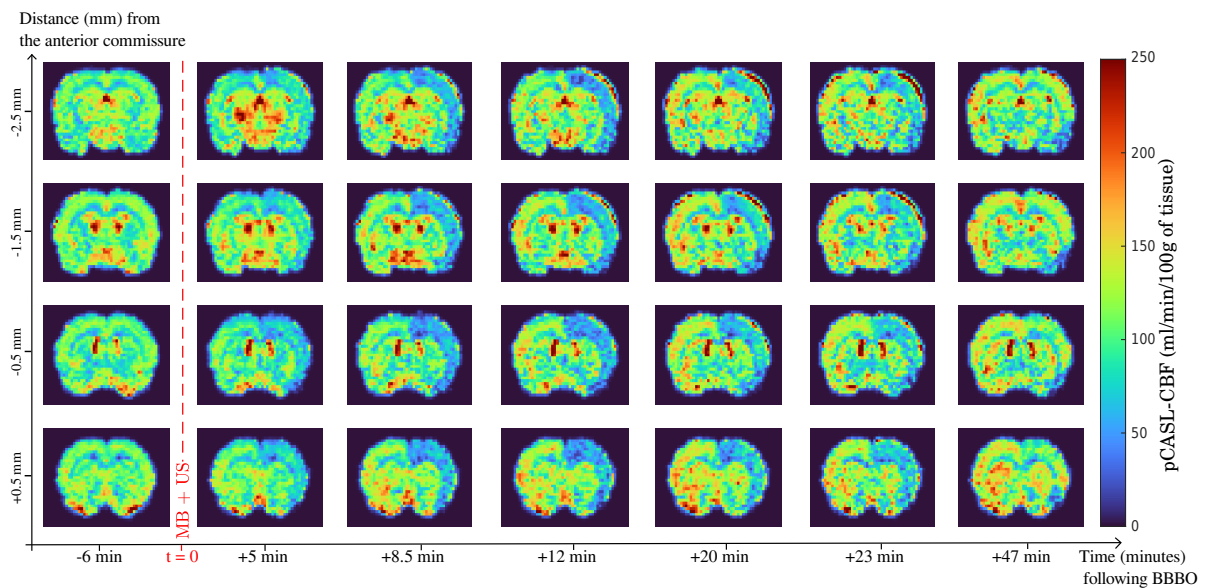 Distance (mm) from
the anterior commissure
-2.5 mm
-1.5 mm
-0.5 mm
+0.5 mm
MB + US
250
200
150
100
50
0
pCASL-CBF (ml/min/100g of tissue)
-6 min
t = 0
+5 min
+8.5 min
+12 min
+20 min
+23 min
+47 min
Time (minutes)
following BBBO